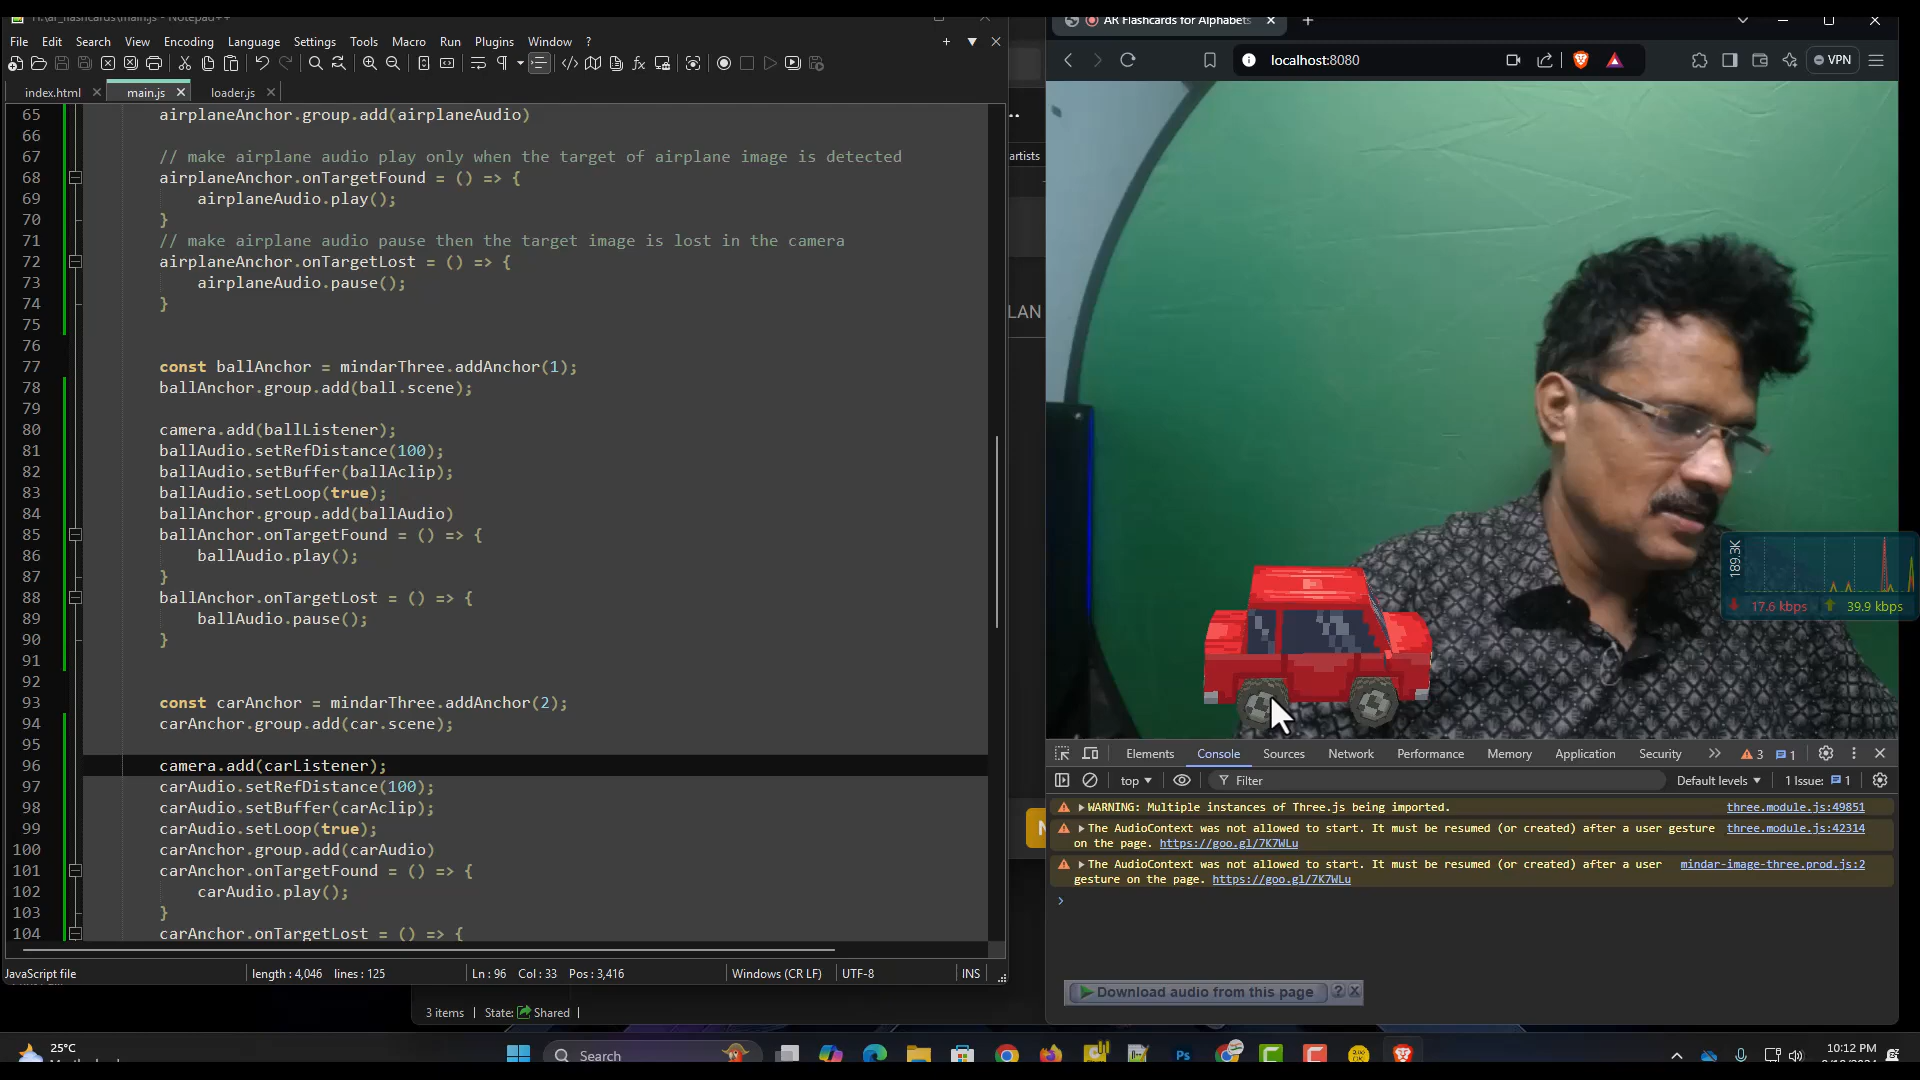 H:\ar_flashcards\main.js - Notepad++
File Edit Search View Encoding Language Settings Tools Macro Run Plugins Window ?
index.html main.js loader.js
65 airplaneAnchor.group.add(airplaneAudio)
66
67 // make airplane audio play only when the target of airplane image is detected
68 airplaneAnchor.onTargetFound = () => {
69 airplaneAudio.play();
70 }
71 // make airplane audio pause then the target image is lost in the camera
72 airplaneAnchor.onTargetLost = () => {
73 airplaneAudio.pause();
74 }
75
76
77 const ballAnchor = mindarThree.addAnchor(1);
78 ballAnchor.group.add(ball.scene);
79
80 camera.add(ballListener);
81 ballAudio.setRefDistance(100);
82 ballAudio.setBuffer(ballAclip);
83 ballAudio.setLoop(true);
84 ballAnchor.group.add(ballAudio)
85 ballAnchor.onTargetFound = () => {
86 ballAudio.play();
87 }
88 ballAnchor.onTargetLost = () => {
89 ballAudio.pause();
90 }
91
92
93 const carAnchor = mindarThree.addAnchor(2);
94 carAnchor.group.add(car.scene);
95
96 camera.add(carListener);
97 carAudio.setRefDistance(100);
98 carAudio.setBuffer(carAclip);
99 carAudio.setLoop(true);
100 carAnchor.group.add(carAudio)
101 carAnchor.onTargetFound = () => {
102 carAudio.play();
103 }
104 carAnchor.onTargetLost = () => {
JavaScript file length : 4,046 lines : 125 Ln : 96 Col : 33 Pos : 3,416 Windows (CR LF) UTF-8 INS
3 items State: Shared
artists
LAN
AR Flashcards for Alphabets
localhost:8080
VPN
189.3K
17.6 kbps 39.9 kbps
Elements Console Sources Network Performance Memory Application Security 3 1
top Filter Default levels 1 Issue: 1
WARNING: Multiple instances of Three.js being imported. three.module.js:49851
The AudioContext was not allowed to start. It must be resumed (or created) after a user gesture three.module.js:42314
on the page. https://goo.gl/7K7WLu
The AudioContext was not allowed to start. It must be resumed (or created) after a user mindar-image-three.prod.js:2
gesture on the page. https://goo.gl/7K7WLu
Download audio from this page ?
25°C
Search
Ps
10:12 PM